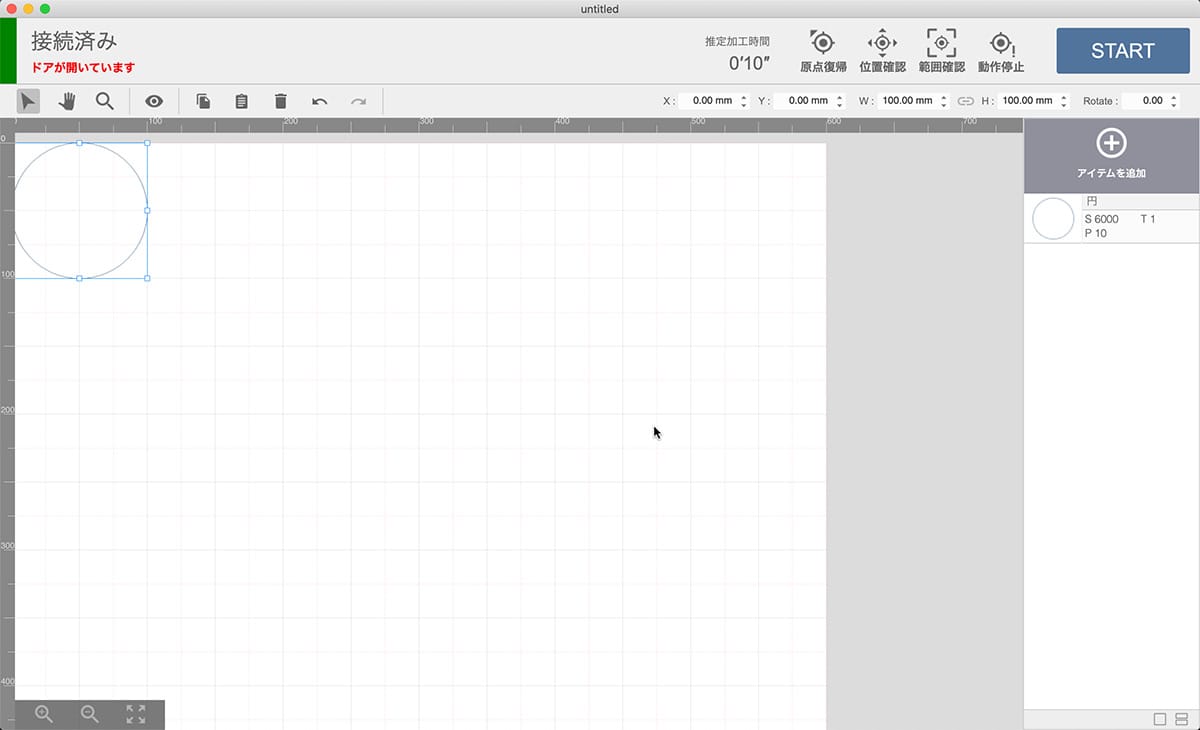 untitled
接続済み
ドアが開いています
推定加工時間
0′10″
原点復帰
位置確認
範囲確認
動作停止
START
X : 0.00 mm Y : 0.00 mm W : 100.00 mm H : 100.00 mm Rotate : 0.00
100 200 300 400 500 600 700
0
100
200
300
400
アイテムを追加
円
S 6000 T 1
P 10